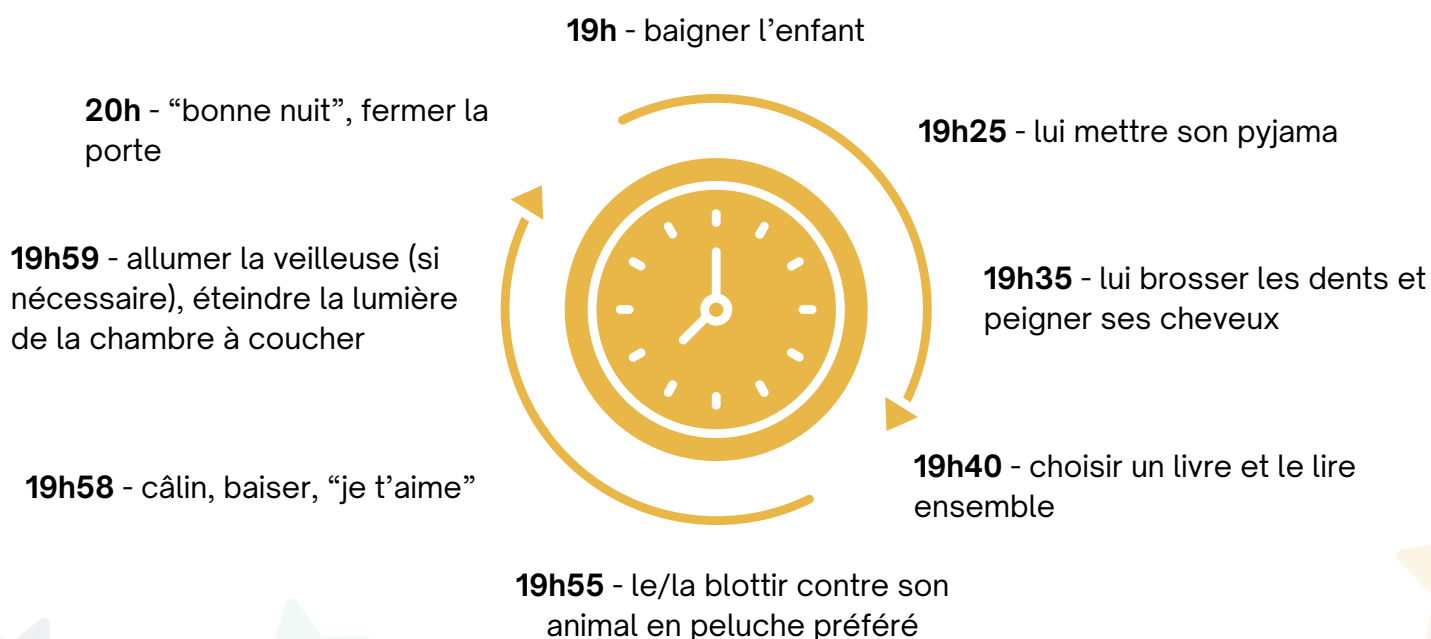 19h - baigner l’enfant
19h25 - lui mettre son pyjama
19h35 - lui brosser les dents et
peigner ses cheveux
19h40 - choisir un livre et le lire
ensemble
19h55 - le/la blottir contre son
animal en peluche préféré
19h58 - câlin, baiser, “je t’aime”
19h59 - allumer la veilleuse (si
nécessaire), éteindre la lumière
de la chambre à coucher
20h - “bonne nuit”, fermer la
porte